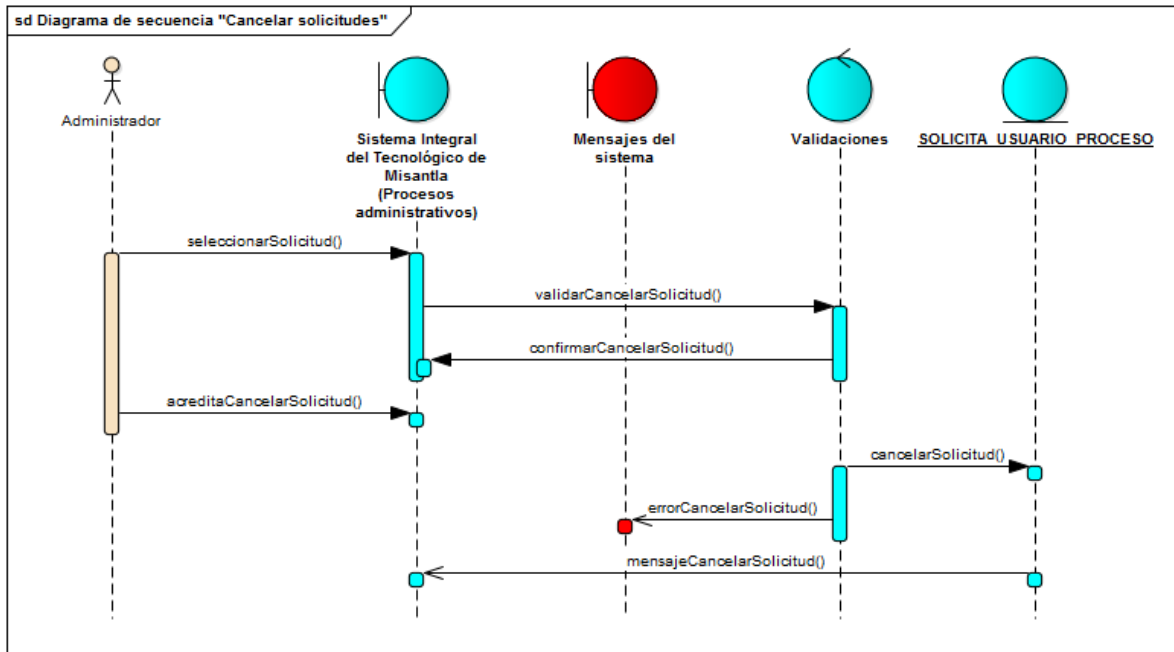 sd Diagrama de secuencia "Cancelar solicitudes"
Administrador
Sistema Integral
del Tecnológico de
Misantla
(Procesos
administrativos)
Mensajes del
sistema
Validaciones
SOLICITA_USUARIO_PROCESO
seleccionarSolicitud()
validarCancelarSolicitud()
confirmarCancelarSolicitud()
acreditaCancelarSolicitud()
cancelarSolicitud()
errorCancelarSolicitud()
mensajeCancelarSolicitud()